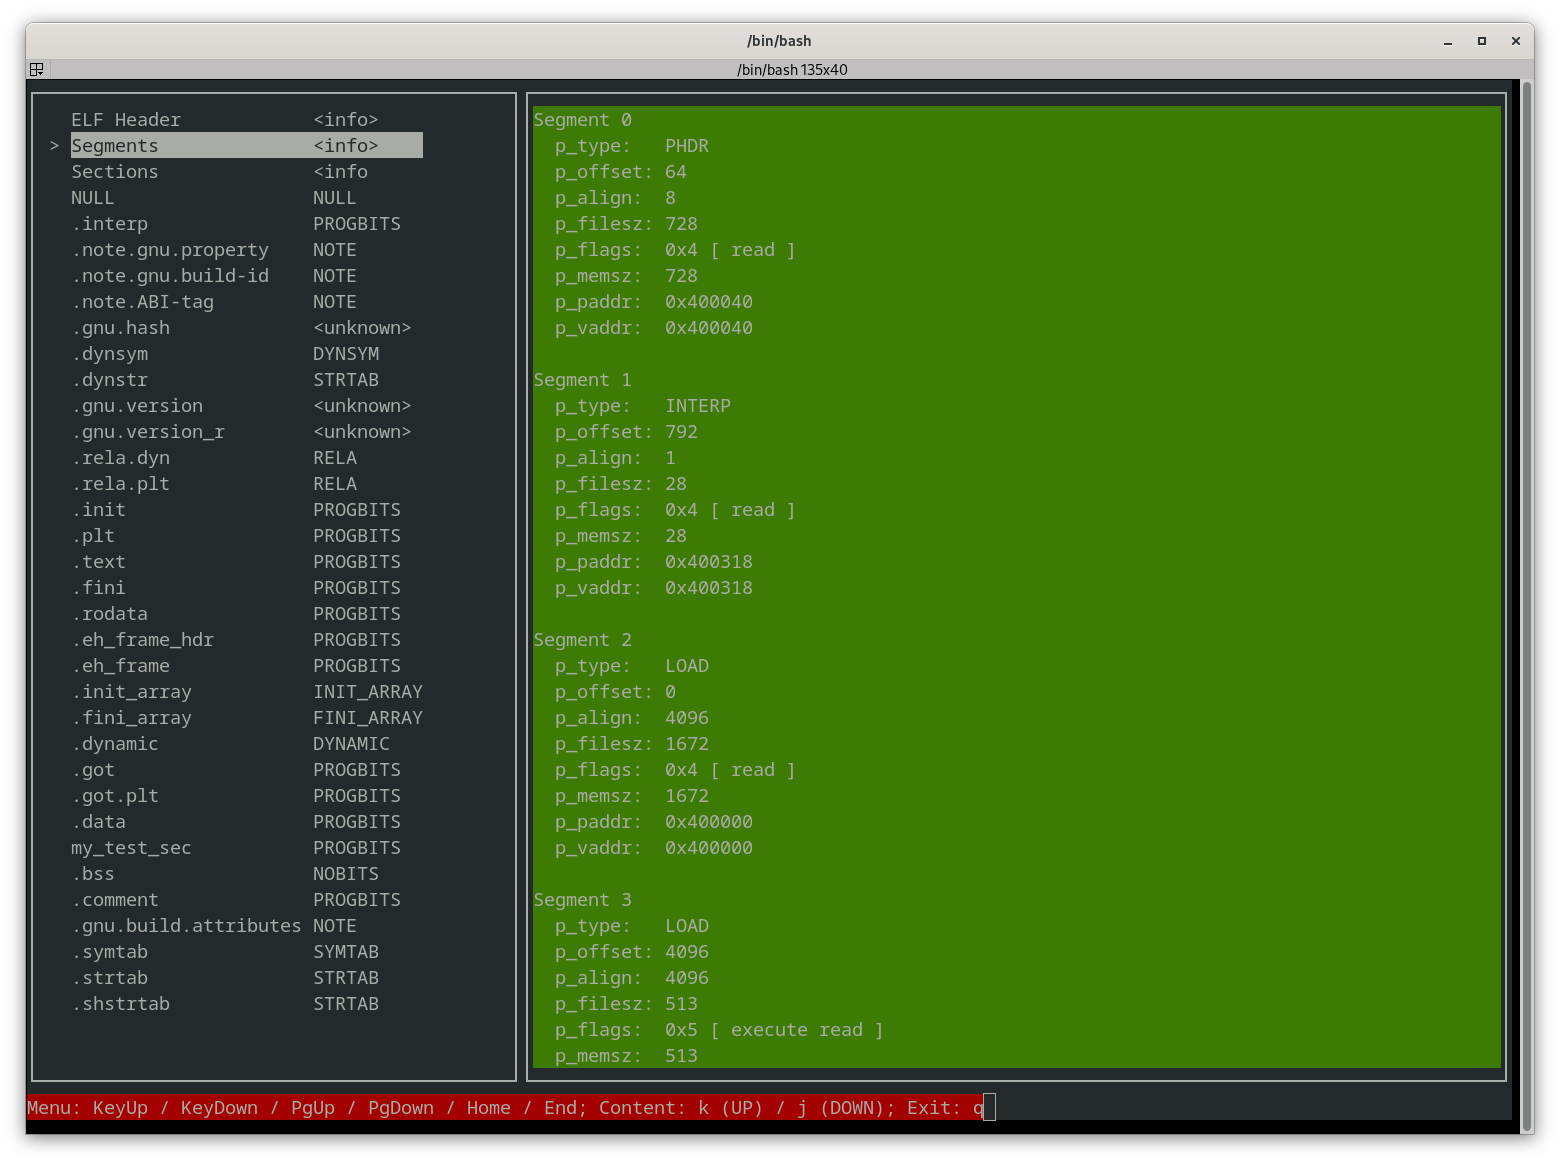 /bin/bash
/bin/bash 135x40
ELF Header <info>
> Segments <info>
Sections <info
NULL NULL
.interp PROGBITS
.note.gnu.property NOTE
.note.gnu.build-id NOTE
.note.ABI-tag NOTE
.gnu.hash <unknown>
.dynsym DYNSYM
.dynstr STRTAB
.gnu.version <unknown>
.gnu.version_r <unknown>
.rela.dyn RELA
.rela.plt RELA
.init PROGBITS
.plt PROGBITS
.text PROGBITS
.fini PROGBITS
.rodata PROGBITS
.eh_frame_hdr PROGBITS
.eh_frame PROGBITS
.init_array INIT_ARRAY
.fini_array FINI_ARRAY
.dynamic DYNAMIC
.got PROGBITS
.got.plt PROGBITS
.data PROGBITS
my_test_sec PROGBITS
.bss NOBITS
.comment PROGBITS
.gnu.build.attributes NOTE
.symtab SYMTAB
.strtab STRTAB
.shstrtab STRTAB
Segment 0
p_type: PHDR
p_offset: 64
p_align: 8
p_filesz: 728
p_flags: 0x4 [ read ]
p_memsz: 728
p_paddr: 0x400040
p_vaddr: 0x400040
Segment 1
p_type: INTERP
p_offset: 792
p_align: 1
p_filesz: 28
p_flags: 0x4 [ read ]
p_memsz: 28
p_paddr: 0x400318
p_vaddr: 0x400318
Segment 2
p_type: LOAD
p_offset: 0
p_align: 4096
p_filesz: 1672
p_flags: 0x4 [ read ]
p_memsz: 1672
p_paddr: 0x400000
p_vaddr: 0x400000
Segment 3
p_type: LOAD
p_offset: 4096
p_align: 4096
p_filesz: 513
p_flags: 0x5 [ execute read ]
p_memsz: 513
Menu: KeyUp / KeyDown / PgUp / PgDown / Home / End; Content: k (UP) / j (DOWN); Exit: q